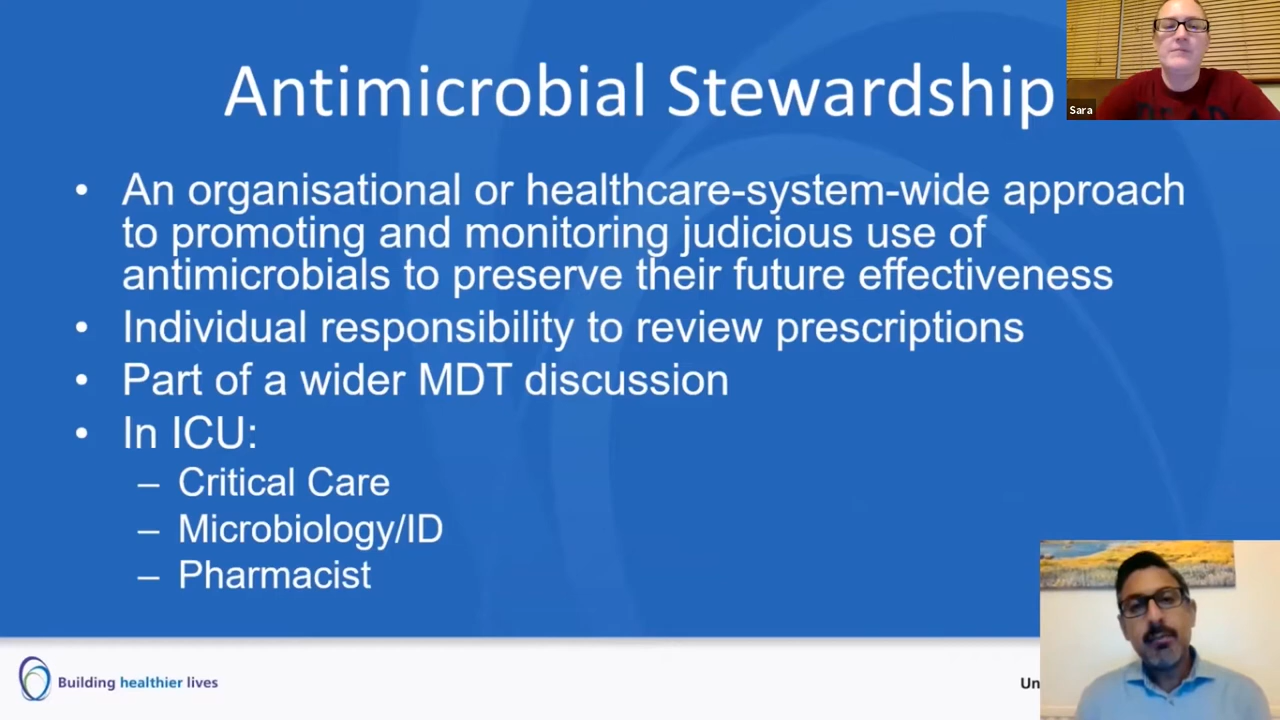 Antimicrobial Stewardship
Sara
• An organisational or healthcare-system-wide approach
to promoting and monitoring judicious use of
antimicrobials to preserve their future effectiveness
• Individual responsibility to review prescriptions
• Part of a wider MDT discussion
• In ICU:
– Critical Care
– Microbiology/ID
– Pharmacist
Building healthier lives
Un